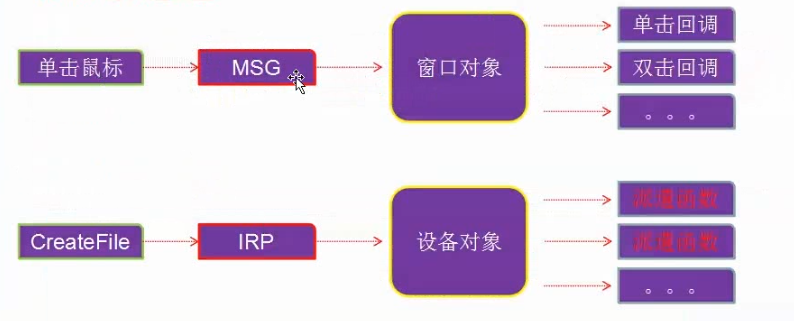 单击回调
单击鼠标
MSG
窗口对象
双击回调
。。。
派遣函数
CreateFile
IRP
设备对象
派遣函数
。。。